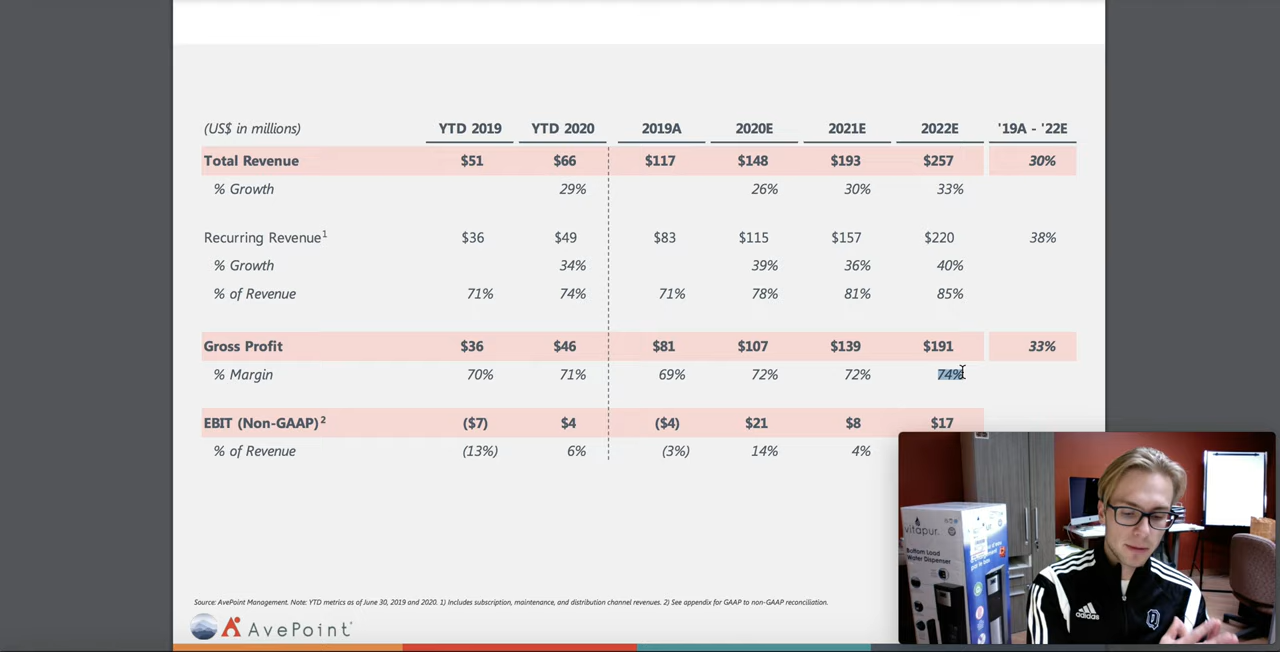 (US$ in millions) YTD 2019 YTD 2020 2019A 2020E 2021E 2022E '19A - '22E
Total Revenue $51 $66 $117 $148 $193 $257 30%
% Growth 29% 26% 30% 33%
Recurring Revenue1 $36 $49 $83 $115 $157 $220 38%
% Growth 34% 39% 36% 40%
% of Revenue 71% 74% 71% 78% 81% 85%
Gross Profit $36 $46 $81 $107 $139 $191 33%
% Margin 70% 71% 69% 72% 72% 74%
EBIT (Non-GAAP)2 ($7) $4 ($4) $21 $8 $17
% of Revenue (13%) 6% (3%) 14% 4%
Source: AvePoint Management. Note: YTD metrics as of June 30, 2019 and 2020. 1) Includes subscription, maintenance, and distribution channel revenues. 2) See appendix for GAAP to non-GAAP reconciliation.
AvePoint
vitapur
Bottom Load
Water Dispenser
adidas